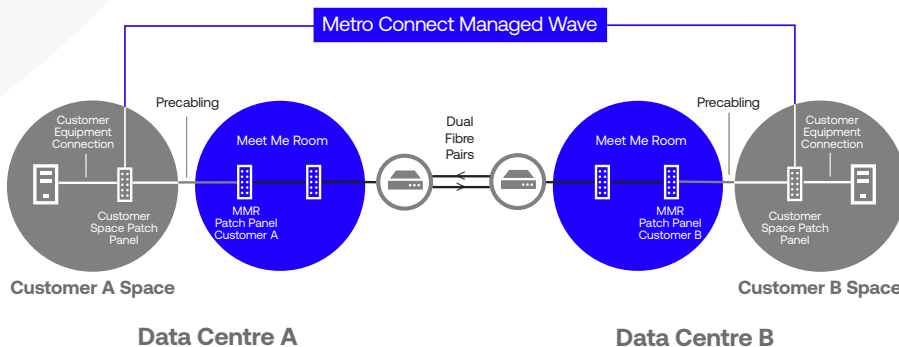 Metro Connect Managed Wave
Precabling
Customer
Equipment
Connection
Meet Me Room
Customer
Space Patch
Panel
MMR
Patch Panel
Customer A
Dual
Fibre
Pairs
Precabling
Meet Me Room
Customer
Equipment
Connection
MMR
Patch Panel
Customer B
Customer
Space Patch
Panel
Customer A Space
Customer B Space
Data Centre A
Data Centre B